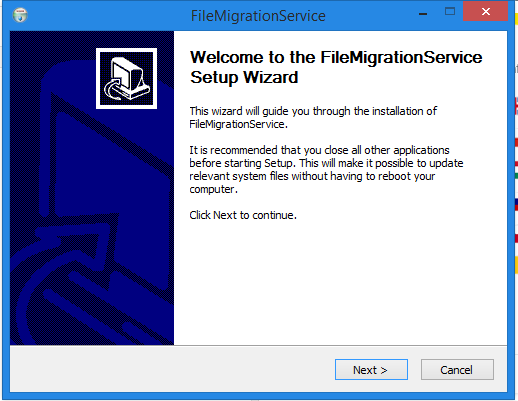 FileMigrationService
Welcome to the FileMigrationService
Setup Wizard
This wizard will guide you through the installation of
FileMigrationService.
It is recommended that you close all other applications
before starting Setup. This will make it possible to update
relevant system files without having to reboot your
computer.
Click Next to continue.
Next >
Cancel